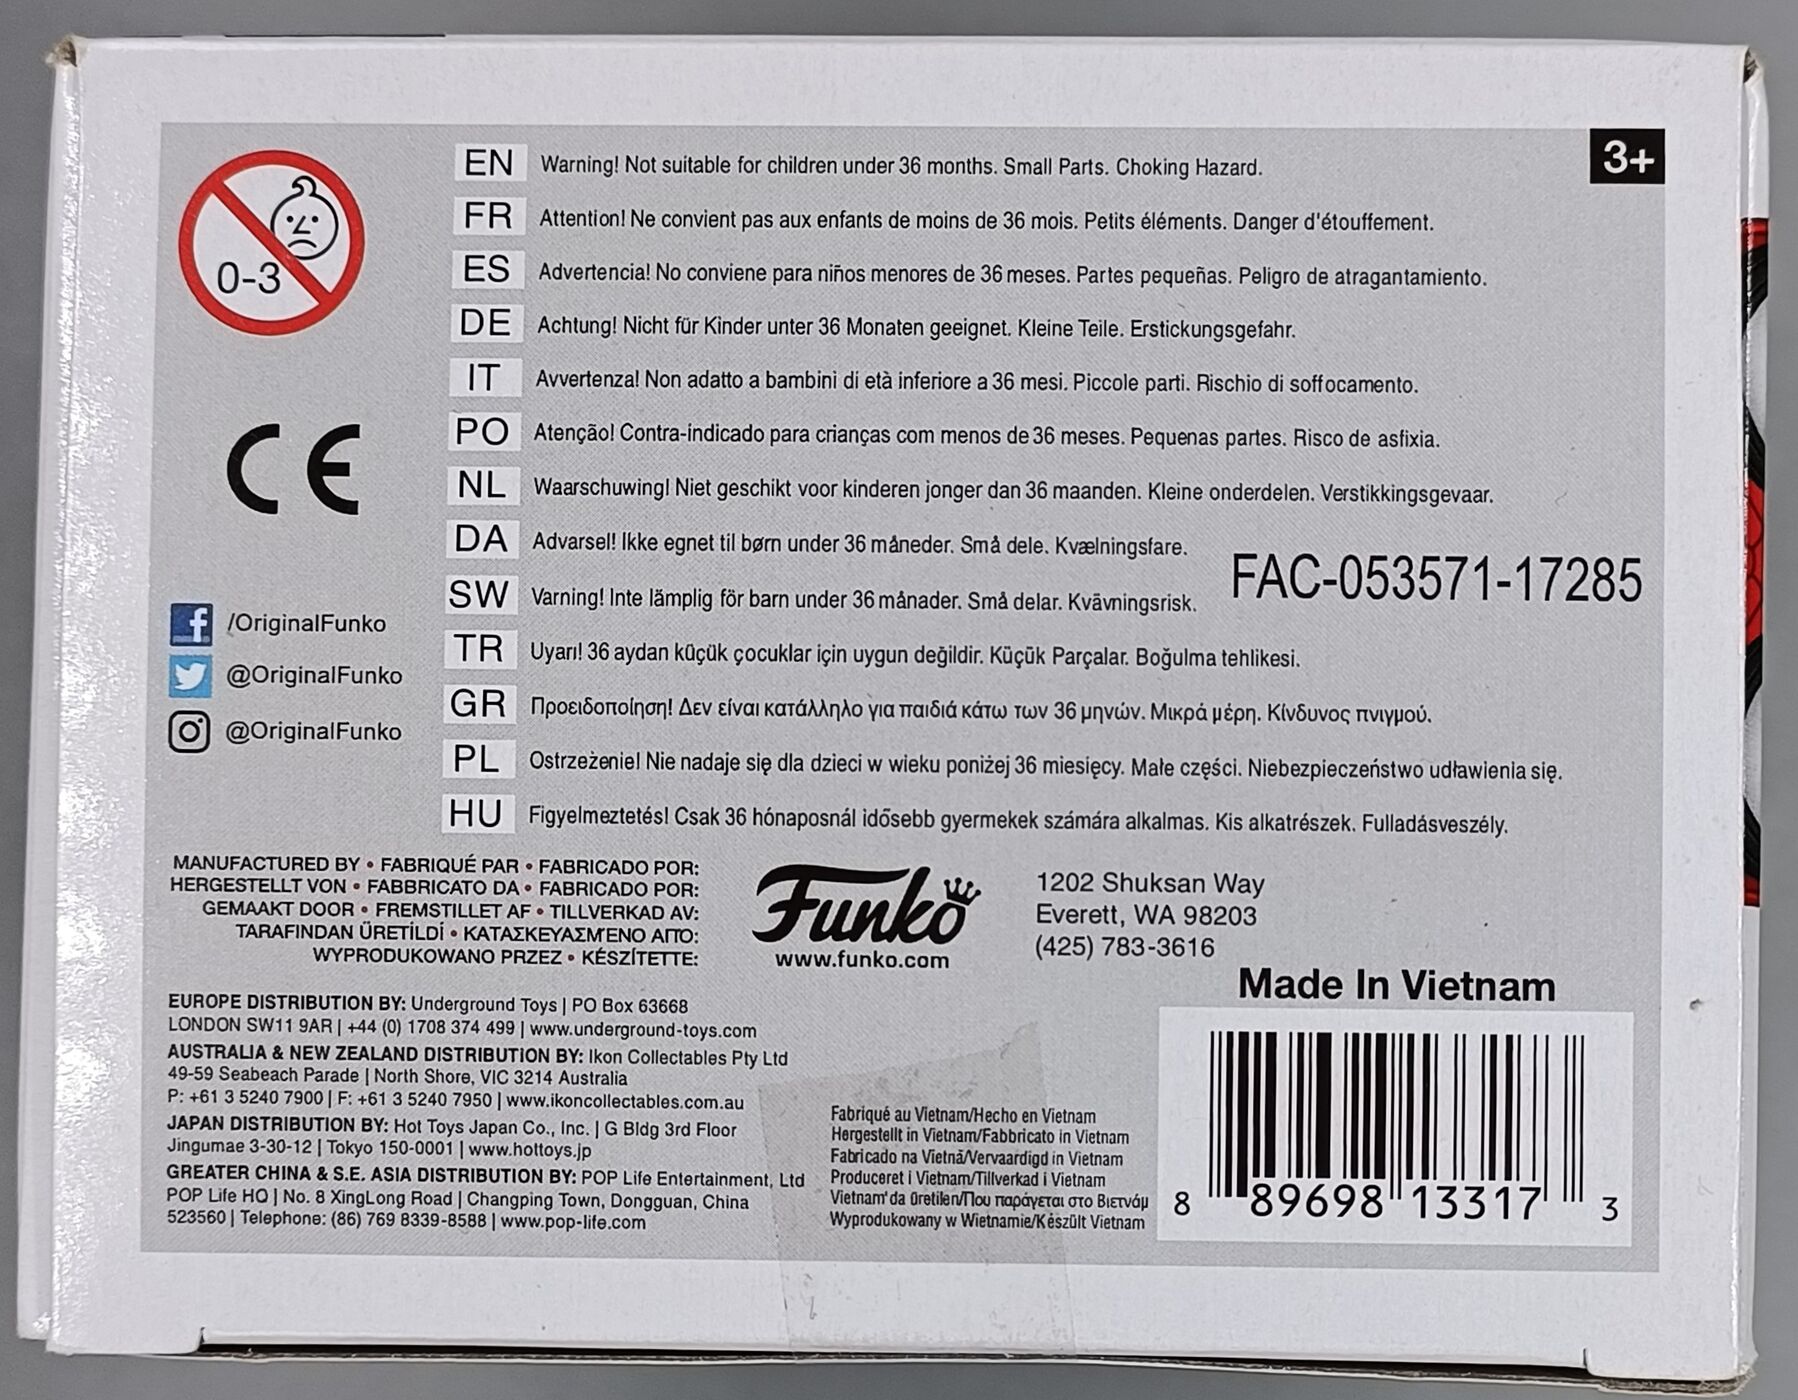 3+
0-3
EN Warning! Not suitable for children under 36 months. Small Parts. Choking Hazard.
FR Attention! Ne convient pas aux enfants de moins de 36 mois. Petits éléments. Danger d'étouffement.
ES Advertencia! No conviene para niños menores de 36 meses. Partes pequeñas. Peligro de atragantamiento.
DE Achtung! Nicht für Kinder unter 36 Monaten geeignet. Kleine Teile. Erstickungsgefahr.
IT Avvertenza! Non adatto a bambini di età inferiore a 36 mesi. Piccole parti. Rischio di soffocamento.
PO Atenção! Contra-indicado para crianças com menos de 36 meses. Pequenas partes. Risco de asfixia.
NL Waarschuwing! Niet geschikt voor kinderen jonger dan 36 maanden. Kleine onderdelen. Verstikkingsgevaar.
DA Advarsel! Ikke egnet til børn under 36 måneder. Små dele. Kvælningsfare.
SW Varning! Inte lämplig för barn under 36 månader. Små delar. Kvävningsrisk.
TR Uyarı! 36 aydan küçük çocuklar için uygun değildir. Küçük Parçalar. Boğulma tehlikesi.
GR Προειδοποίηση! Δεν είναι κατάλληλο για παιδιά κάτω των 36 μηνών. Μικρά μέρη. Κίνδυνος πνιγμού.
PL Ostrzeżenie! Nie nadaje się dla dzieci w wieku poniżej 36 miesięcy. Małe części. Niebezpieczeństwo udławienia się.
HU Figyelmeztetés! Csak 36 hónaposnál idősebb gyermekek számára alkalmas. Kis alkatrészek. Fulladásveszély.
FAC-053571-17285
CE
/OriginalFunko
@OriginalFunko
@OriginalFunko
MANUFACTURED BY • FABRIQUÉ PAR • FABRICADO POR:
HERGESTELLT VON • FABBRICATO DA • FABRICADO POR:
GEMAAKT DOOR • FREMSTILLET AF • TILLVERKAD AV:
TARAFINDAN ÜRETİLDİ • ΚΑΤΑΣΚΕΥΑΣΜΈΝΟ ΑΠΟ:
WYPRODUKOWANO PRZEZ • KÉSZÍTETTE:
Funko
www.funko.com
1202 Shuksan Way
Everett, WA 98203
(425) 783-3616
Made In Vietnam
EUROPE DISTRIBUTION BY: Underground Toys | PO Box 63668
LONDON SW11 9AR | +44 (0) 1708 374 499 | www.underground-toys.com
AUSTRALIA & NEW ZEALAND DISTRIBUTION BY: Ikon Collectables Pty Ltd
49-59 Seabeach Parade | North Shore, VIC 3214 Australia
P: +61 3 5240 7900 | F: +61 3 5240 7950 | www.ikoncollectables.com.au
JAPAN DISTRIBUTION BY: Hot Toys Japan Co., Inc. | G Bldg 3rd Floor
Jingumae 3-30-12 | Tokyo 150-0001 | www.hottoys.jp
GREATER CHINA & S.E. ASIA DISTRIBUTION BY: POP Life Entertainment, Ltd
POP Life HQ | No. 8 XingLong Road | Changping Town, Dongguan, China
523560 | Telephone: (86) 769 8339-8588 | www.pop-life.com
Fabriqué au Vietnam/Hecho en Vietnam
Hergestellt in Vietnam/Fabbricato in Vietnam
Fabricado na Vietnã/Vervaardigd in Vietnam
Produceret i Vietnam/Tillverkad i Vietnam
Vietnam'da üretilen/Που παράγεται στο Βιετνάμ
Wyprodukowany w Wietnamie/Készült Vietnam
8 89698 13317 3